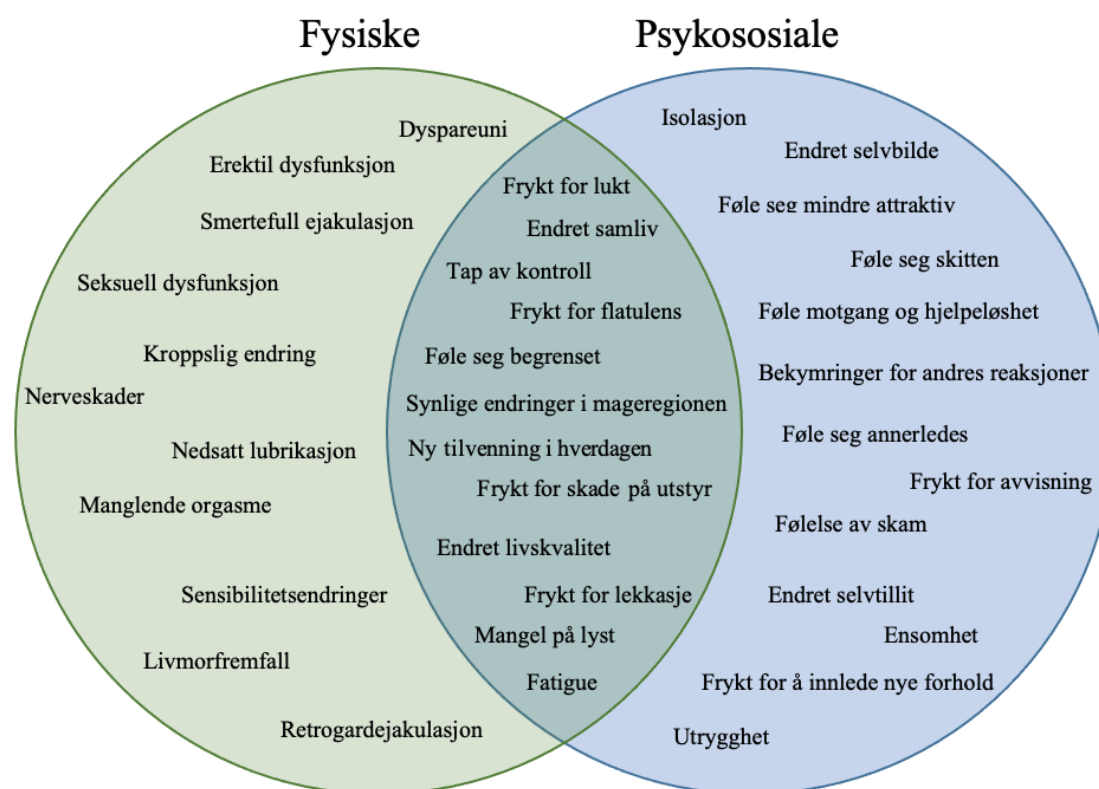 Fysiske
Psykososiale
Dyspareuni
Erektil dysfunksjon
Smertefull ejakulasjon
Seksuell dysfunksjon
Kroppslig endring
Nerveskader
Nedsatt lubrikasjon
Manglende orgasme
Sensibilitetsendringer
Livmorfremfall
Retrogardejakulasjon
Frykt for lukt
Endret samliv
Tap av kontroll
Frykt for flatulens
Føle seg begrenset
Synlige endringer i mageregionen
Ny tilvenning i hverdagen
Frykt for skade på utstyr
Endret livskvalitet
Frykt for lekkasje
Mangel på lyst
Fatigue
Isolasjon
Endret selvbilde
Føle seg mindre attraktiv
Føle seg skitten
Føle motgang og hjelpeløshet
Bekymringer for andres reaksjoner
Føle seg annerledes
Frykt for avvisning
Følelse av skam
Endret selvtillit
Ensomhet
Frykt for å innlede nye forhold
Utrygghet